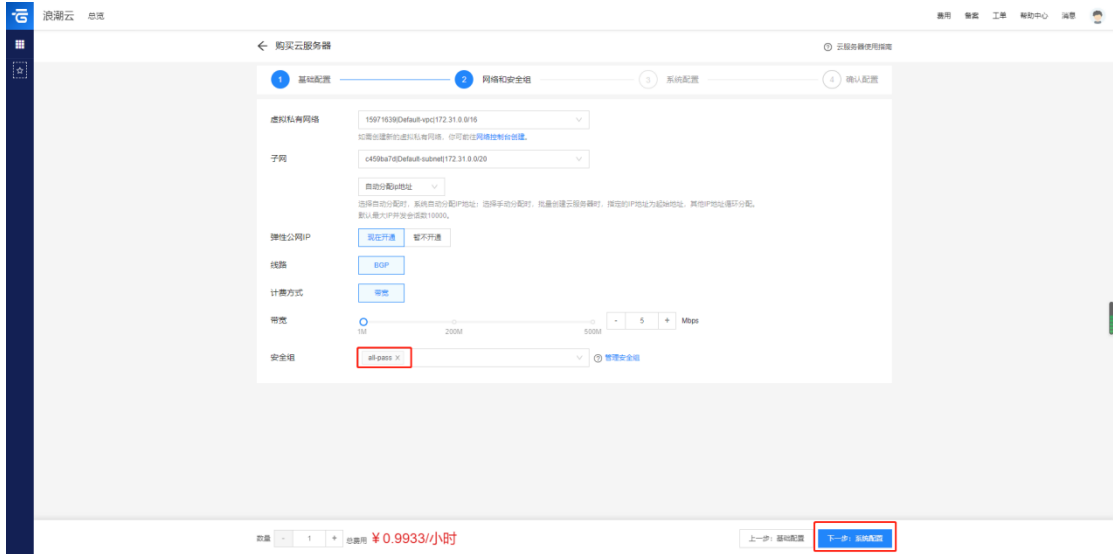 浪潮云 总览 费用 备案 工单 帮助中心 消息
← 购买云服务器 云服务器使用指南
1 基础配置 2 网络和安全组 3 系统配置 4 确认配置
虚拟私有网络 15971639|Default-vpc|172.31.0.0/16
如需创建新的虚拟私有网络，你可前往网络控制台创建。
子网 c459ba7d|Default-subnet|172.31.0.0/20
自动分配ip地址
选择自动分配时，系统自动分配IP地址；选择手动分配时，批量创建云服务器时，指定的IP地址为起始地址，其他IP地址循环分配。
默认最大IP并发会话数10000。
弹性公网IP 现在开通 暂不开通
线路 BGP
计费方式 带宽
带宽 1M 200M 500M - 5 + Mbps
安全组 all-pass × 管理安全组
数量 - 1 + 总费用 ¥ 0.9933/小时 上一步：基础配置 下一步：系统配置